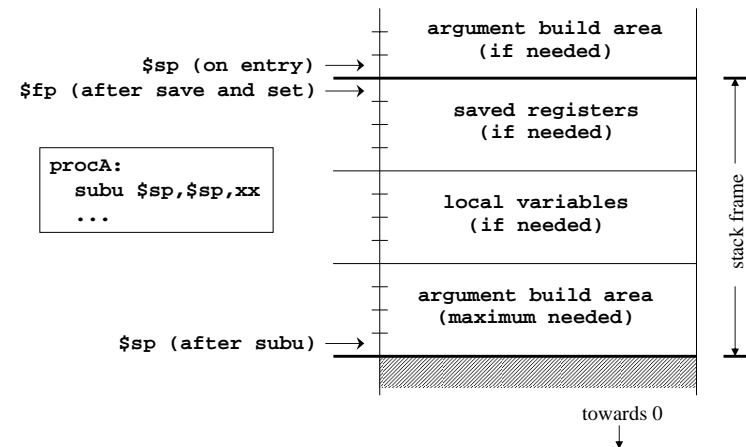 argument build area
(if needed)
$sp (on entry)
$fp (after save and set)
saved registers
(if needed)
procA:
subu $sp,$sp,xx
...
local variables
(if needed)
stack frame
argument build area
(maximum needed)
$sp (after subu)
towards 0